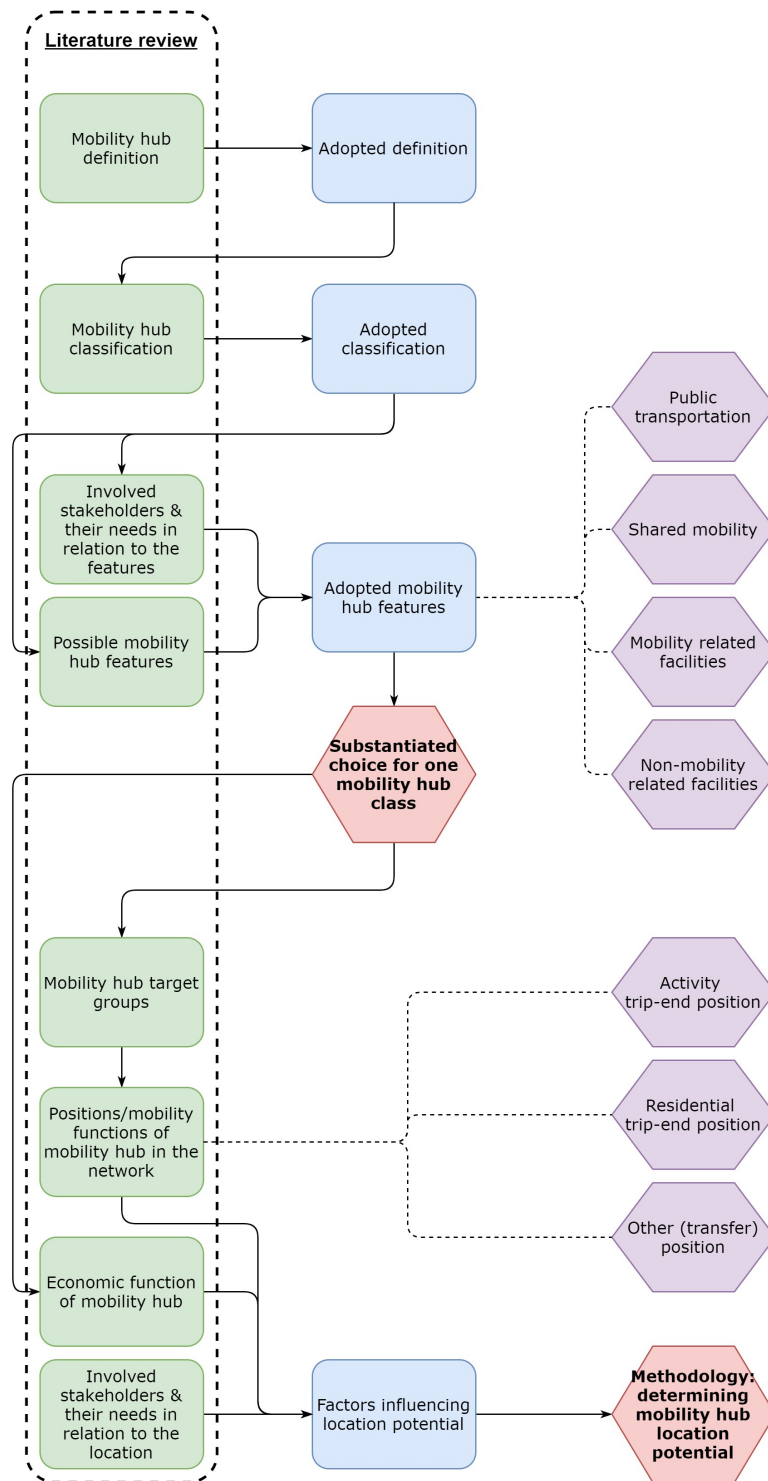 Literature review
Mobility hub
definition
Adopted definition
Mobility hub
classification
Adopted
classification
Public
transportation
Involved
stakeholders &
their needs in
relation to the
features
Shared mobility
Adopted mobility
hub features
Possible mobility
hub features
Mobility related
facilities
Substantiated
choice for one
mobility hub
class
Non-mobility
related facilities
Mobility hub target
groups
Activity
trip-end position
Positions/mobility
functions of
mobility hub in the
network
Residential
trip-end position
Other (transfer)
position
Economic function
of mobility hub
Involved
stakeholders &
their needs in
relation to the
location
Factors influencing
location potential
Methodology:
determining
mobility hub
location
potential